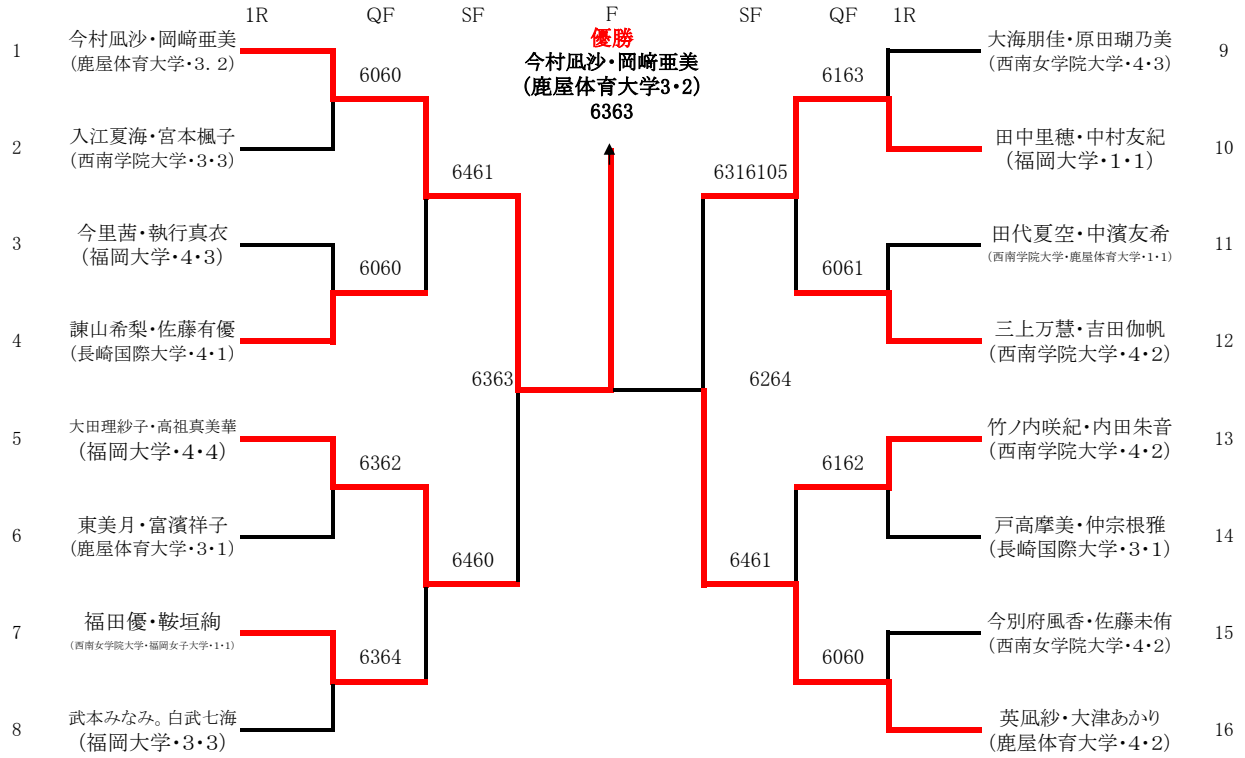 1R QF SF F SF QF 1R
優勝
今村凪沙・岡﨑亜美
(鹿屋体育大学3・2)
6363
1 今村凪沙・岡﨑亜美
(鹿屋体育大学・3．2)
6060
2 入江夏海・宮本楓子
(西南学院大学・3・3)
6461
3 今里茜・執行真衣
(福岡大学・4・3)
6060
4 諫山希梨・佐藤有優
(長崎国際大学・4・1)
6363
5 大田理紗子・高祖真美華
(福岡大学・4・4)
6362
6 東美月・富濱祥子
(鹿屋体育大学・3・1)
6460
7 福田優・鞍垣絢
(西南女学院大学・福岡女子大学・1・1)
6364
8 武本みなみ。白武七海
(福岡大学・3・3)
大海朋佳・原田瑚乃美 9
(西南女学院大学・4・3)
6163
田中里穂・中村友紀 10
(福岡大学・1・1)
6316105
田代夏空・中濱友希 11
(西南学院大学・鹿屋体育大学・1・1)
6061
三上万慧・吉田伽帆 12
(西南学院大学・4・2)
6264
竹ノ内咲紀・内田朱音 13
(西南学院大学・4・2)
6162
戸高摩美・仲宗根雅 14
(長崎国際大学・3・1)
6461
今別府風香・佐藤未侑 15
(西南女学院大学・4・2)
6060
英凪紗・大津あかり 16
(鹿屋体育大学・4・2)